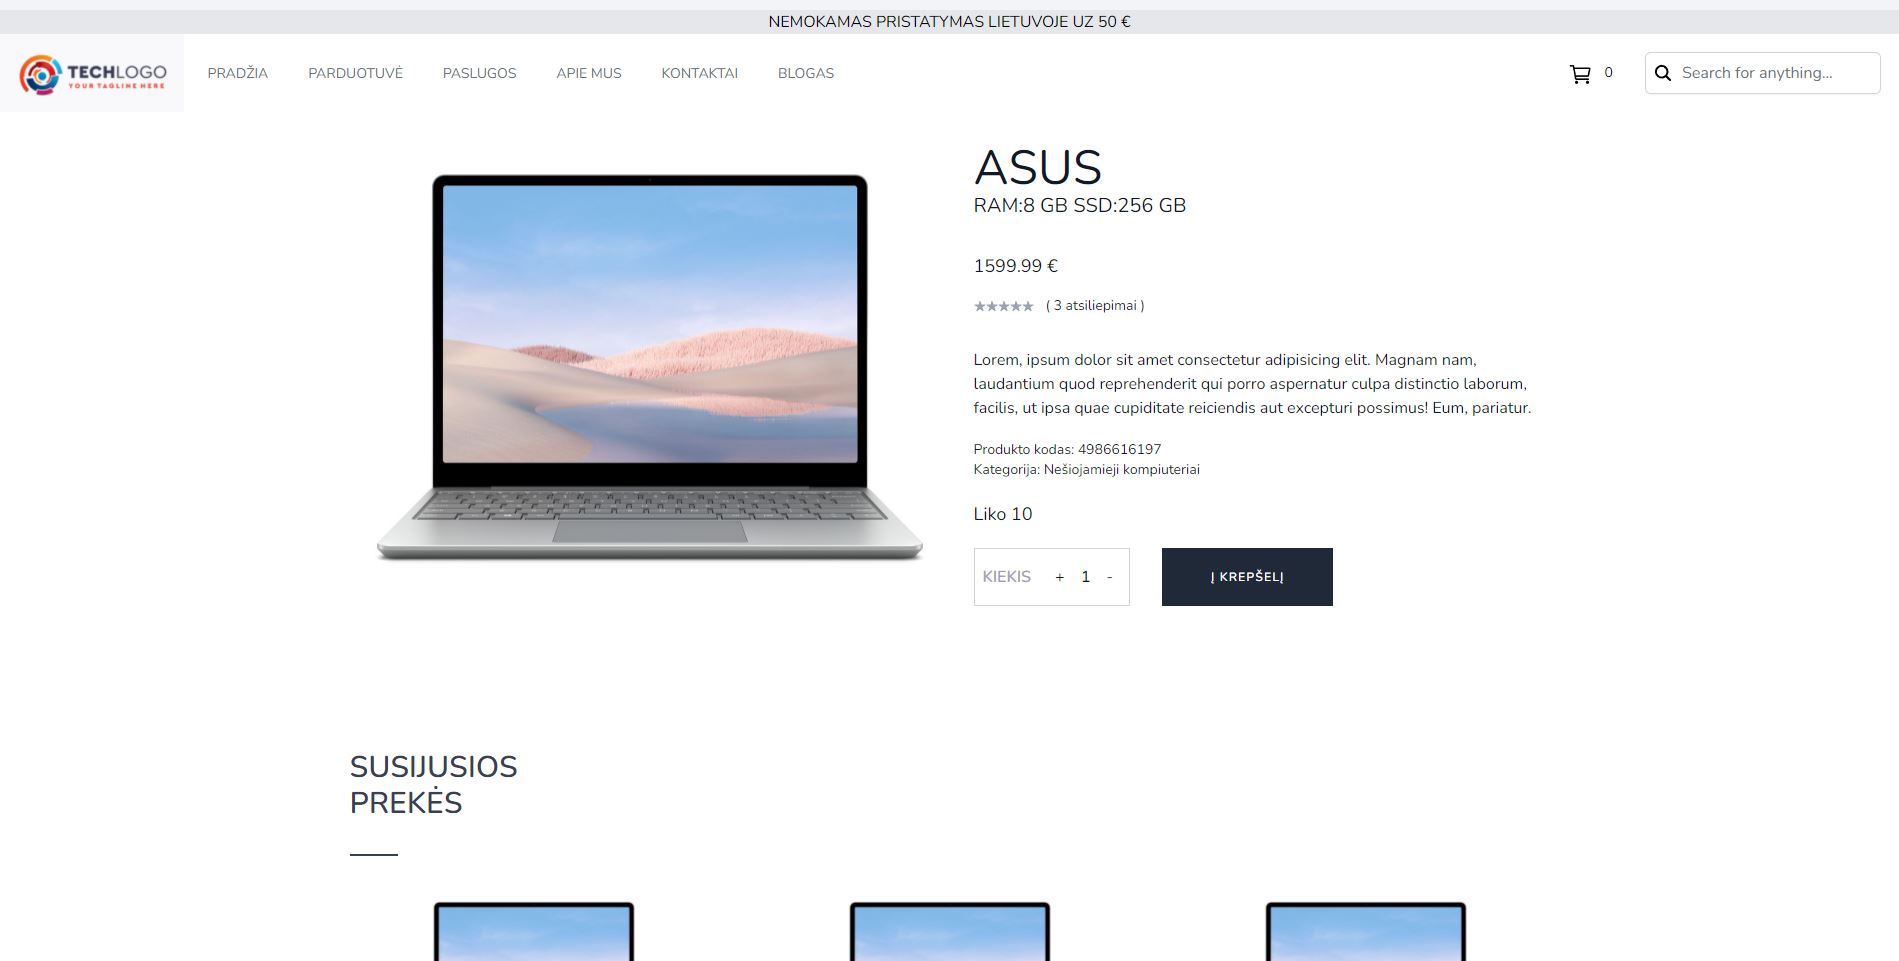 NEMOKAMAS PRISTATYMAS LIETUVOJE UZ 50 €
TECHLOGO
YOUR TAGLINE HERE
PRADŽIA
PARDUOTUVĖ
PASLUGOS
APIE MUS
KONTAKTAI
BLOGAS
0
Search for anything...
ASUS
RAM:8 GB SSD:256 GB
1599.99 €
★★★★★ ( 3 atsiliepimai )
Lorem, ipsum dolor sit amet consectetur adipisicing elit. Magnam nam,
laudantium quod reprehenderit qui porro aspernatur culpa distinctio laborum,
facilis, ut ipsa quae cupiditate reiciendis aut excepturi possimus! Eum, pariatur.
Produkto kodas: 4986616197
Kategorija: Nešiojamieji kompiuteriai
Liko 10
KIEKIS + 1 -
Į KREPŠELĮ
SUSIJUSIOS
PREKĖS